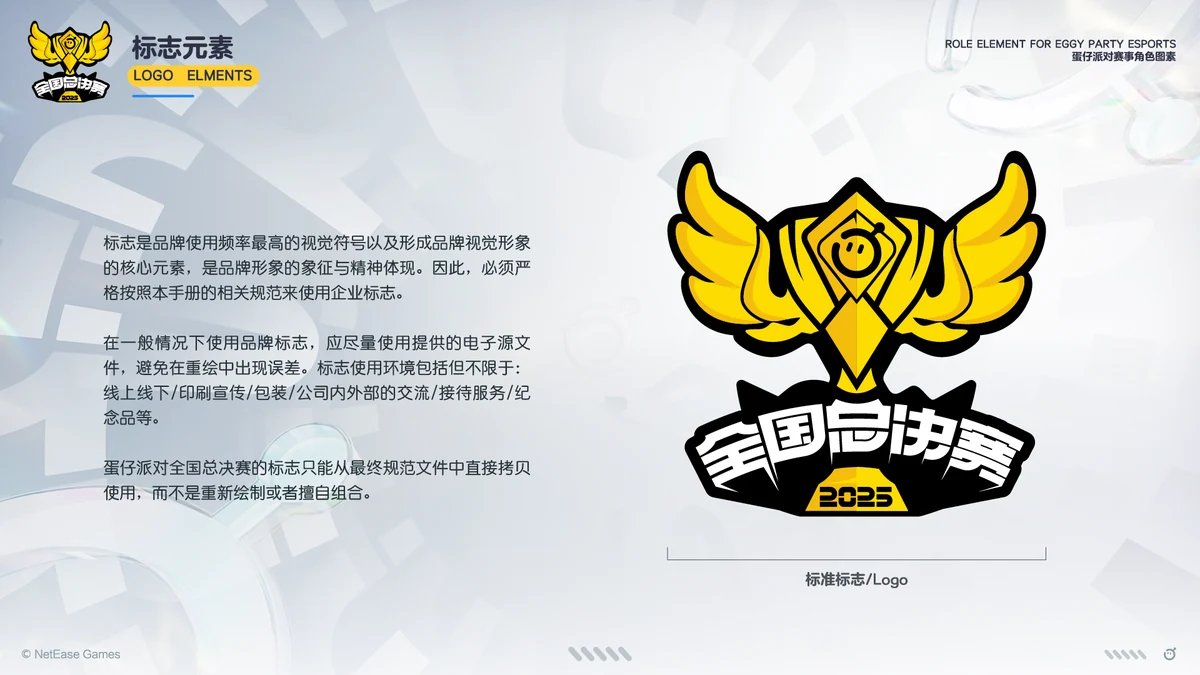 全国总决赛
2025
标志元素
LOGO ELMENTS
ROLE ELEMENT FOR EGGY PARTY ESPORTS
蛋仔派对赛事角色图素
标志是品牌使用频率最高的视觉符号以及形成品牌视觉形象
的核心元素，是品牌形象的象征与精神体现。因此，必须严
格按照本手册的相关规范来使用企业标志。
在一般情况下使用品牌标志，应尽量使用提供的电子源文
件，避免在重绘中出现误差。标志使用环境包括但不限于：
线上线下/印刷宣传/包装/公司内外部的交流/接待服务/纪
念品等。
蛋仔派对全国总决赛的标志只能从最终规范文件中直接拷贝
使用，而不是重新绘制或者擅自组合。
全国总决赛
2025
标准标志/Logo
© NetEase Games